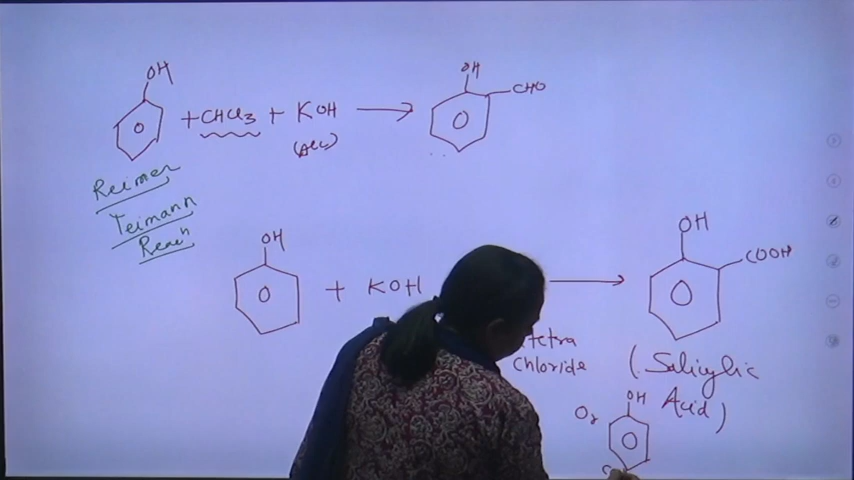 OH
+ CHCl3 + KOH
(Alc)
OH
CHO
Reimer
Teimann
Reacn
OH
+ KOH
OH
COOH
tetra
chloride
(Salicylic
Acid)
Or
OH